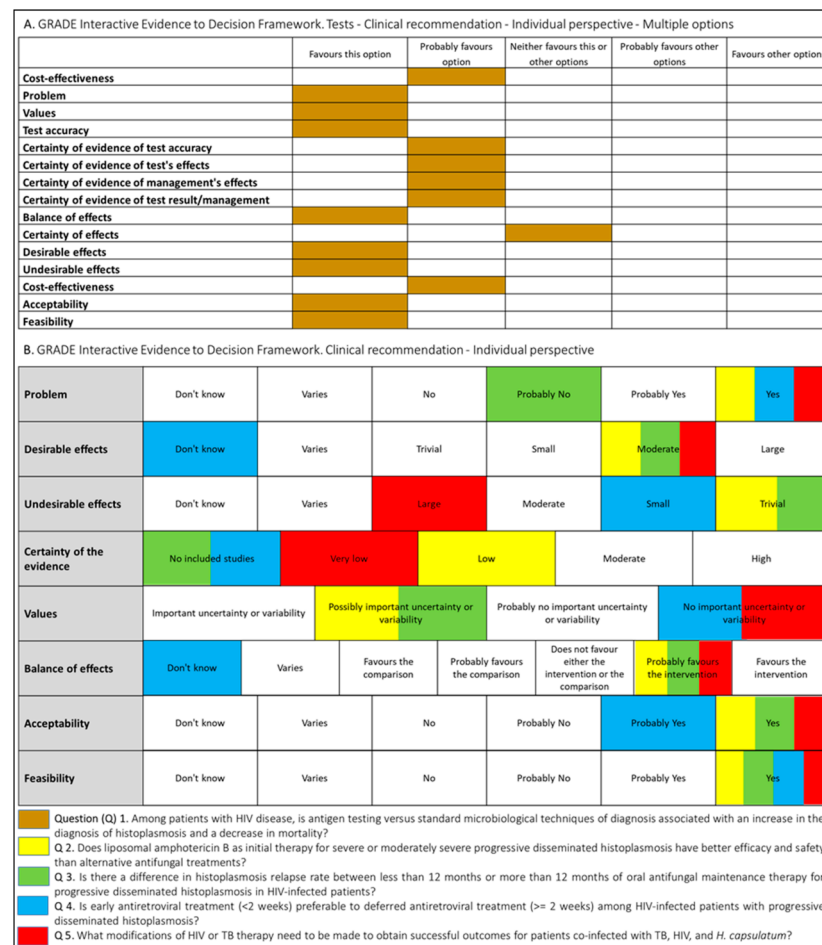 A. GRADE Interactive Evidence to Decision Framework. Tests - Clinical recommendation - Individual perspective - Multiple options
Favours this option
Probably favours option
Neither favours this or other options
Probably favours other options
Favours other option
Cost-effectiveness
Problem
Values
Test accuracy
Certainty of evidence of test accuracy
Certainty of evidence of test's effects
Certainty of evidence of management's effects
Certainty of evidence of test result/management
Balance of effects
Certainty of effects
Desirable effects
Undesirable effects
Cost-effectiveness
Acceptability
Feasibility
B. GRADE Interactive Evidence to Decision Framework. Clinical recommendation - Individual perspective
Problem Don't know Varies No Probably No Probably Yes Yes
Desirable effects Don't know Varies Trivial Small Moderate Large
Undesirable effects Don't know Varies Large Moderate Small Trivial
Certainty of the evidence No included studies Very low Low Moderate High
Values Important uncertainty or variability Possibly important uncertainty or variability Probably no important uncertainty or variability No important uncertainty or variability
Balance of effects Don't know Varies Favours the comparison Probably favours the comparison Does not favour either the intervention or the comparison Probably favours the intervention Favours the intervention
Acceptability Don't know Varies No Probably No Probably Yes Yes
Feasibility Don't know Varies No Probably No Probably Yes Yes
Question (Q) 1. Among patients with HIV disease, is antigen testing versus standard microbiological techniques of diagnosis associated with an increase in the
diagnosis of histoplasmosis and a decrease in mortality?
Q 2. Does liposomal amphotericin B as initial therapy for severe or moderately severe progressive disseminated histoplasmosis have better efficacy and safety
than alternative antifungal treatments?
Q 3. Is there a difference in histoplasmosis relapse rate between less than 12 months or more than 12 months of oral antifungal maintenance therapy for
progressive disseminated histoplasmosis in HIV-infected patients?
Q 4. Is early antiretroviral treatment (<2 weeks) preferable to deferred antiretroviral treatment (>= 2 weeks) among HIV-infected patients with progressive
disseminated histoplasmosis?
Q 5. What modifications of HIV or TB therapy need to be made to obtain successful outcomes for patients co-infected with TB, HIV, and H. capsulatum?